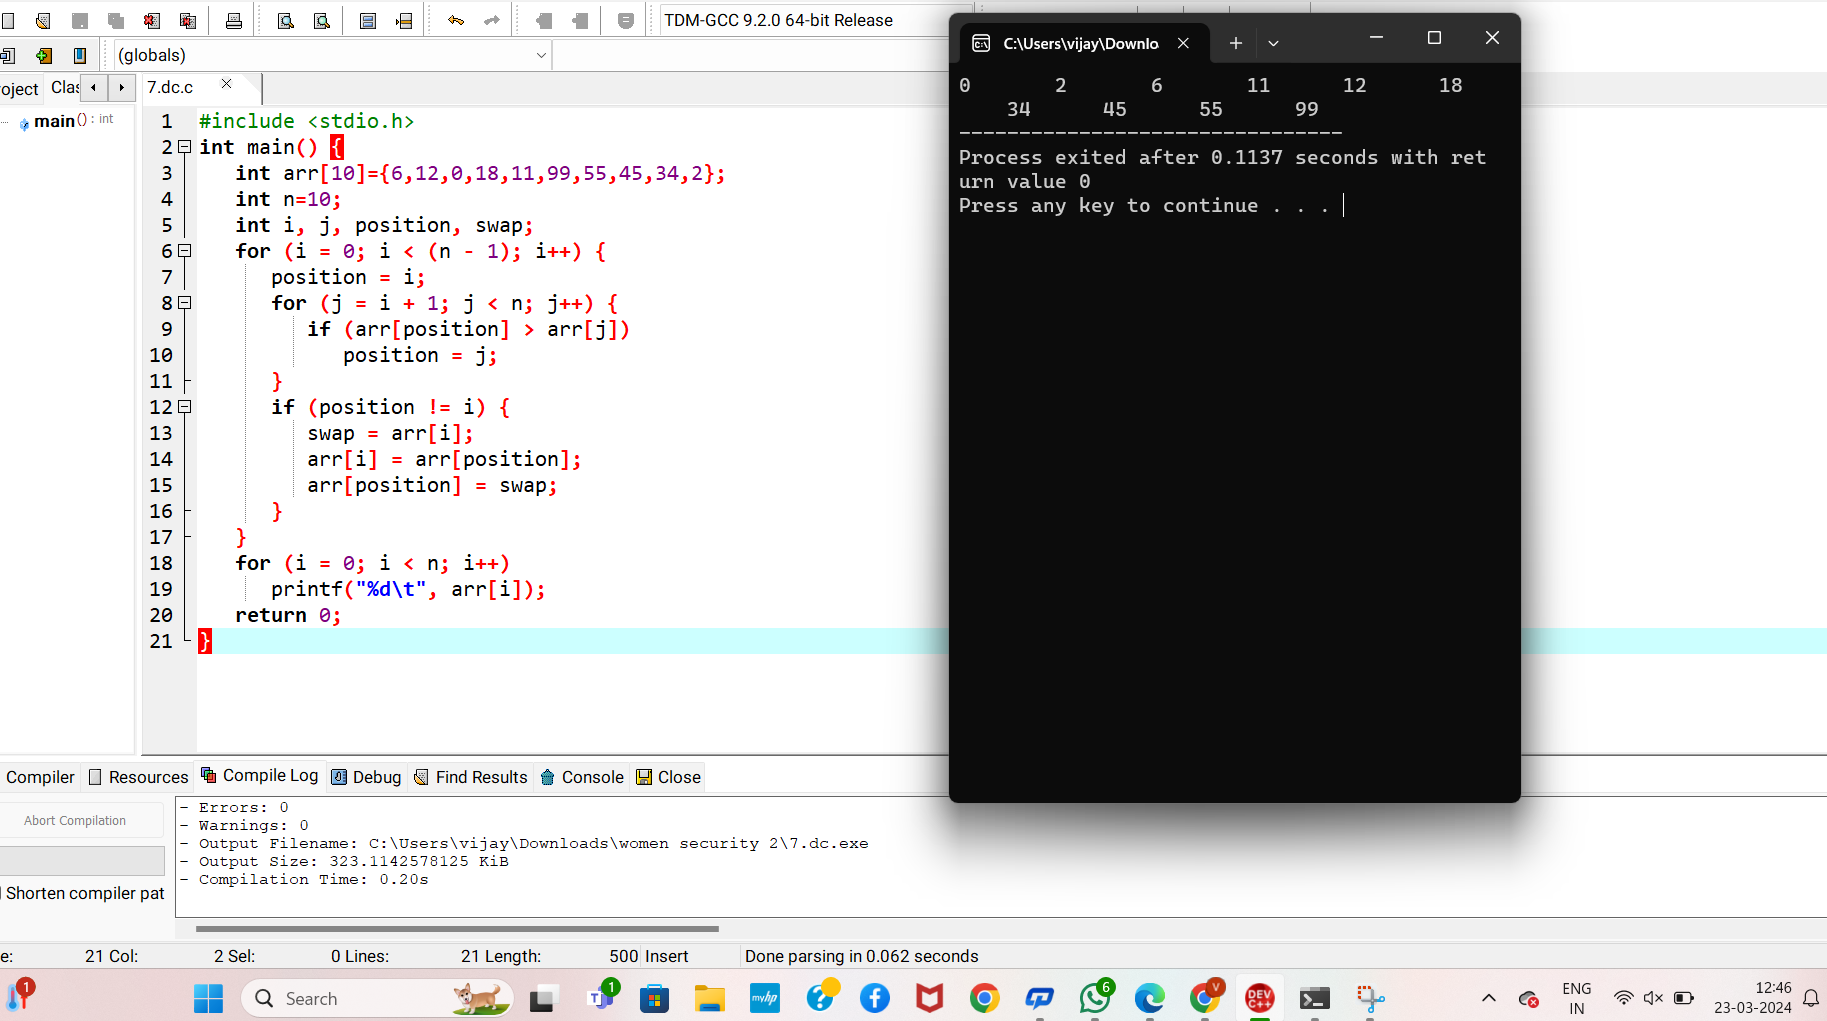 TDM-GCC 9.2.0 64-bit Release
(globals)
oject Clas 7.dc.c
main() : int
1 #include <stdio.h>
2 int main() {
3 int arr[10]={6,12,0,18,11,99,55,45,34,2};
4 int n=10;
5 int i, j, position, swap;
6 for (i = 0; i < (n - 1); i++) {
7 position = i;
8 for (j = i + 1; j < n; j++) {
9 if (arr[position] > arr[j])
10 position = j;
11 }
12 if (position != i) {
13 swap = arr[i];
14 arr[i] = arr[position];
15 arr[position] = swap;
16 }
17 }
18 for (i = 0; i < n; i++)
19 printf("%d\t", arr[i]);
20 return 0;
21 }
C:\Users\vijay\Downlo
0 2 6 11 12 18
34 45 55 99
--------------------------------
Process exited after 0.1137 seconds with ret
urn value 0
Press any key to continue . . .
Compiler Resources Compile Log Debug Find Results Console Close
Abort Compilation
Shorten compiler pat
- Errors: 0
- Warnings: 0
- Output Filename: C:\Users\vijay\Downloads\women security 2\7.dc.exe
- Output Size: 323.1142578125 KiB
- Compilation Time: 0.20s
e: 21 Col: 2 Sel: 0 Lines: 21 Length: 500 Insert Done parsing in 0.062 seconds
1 Search 1 myhp ? 6 V DEV C++ ENG 12:46
IN 23-03-2024